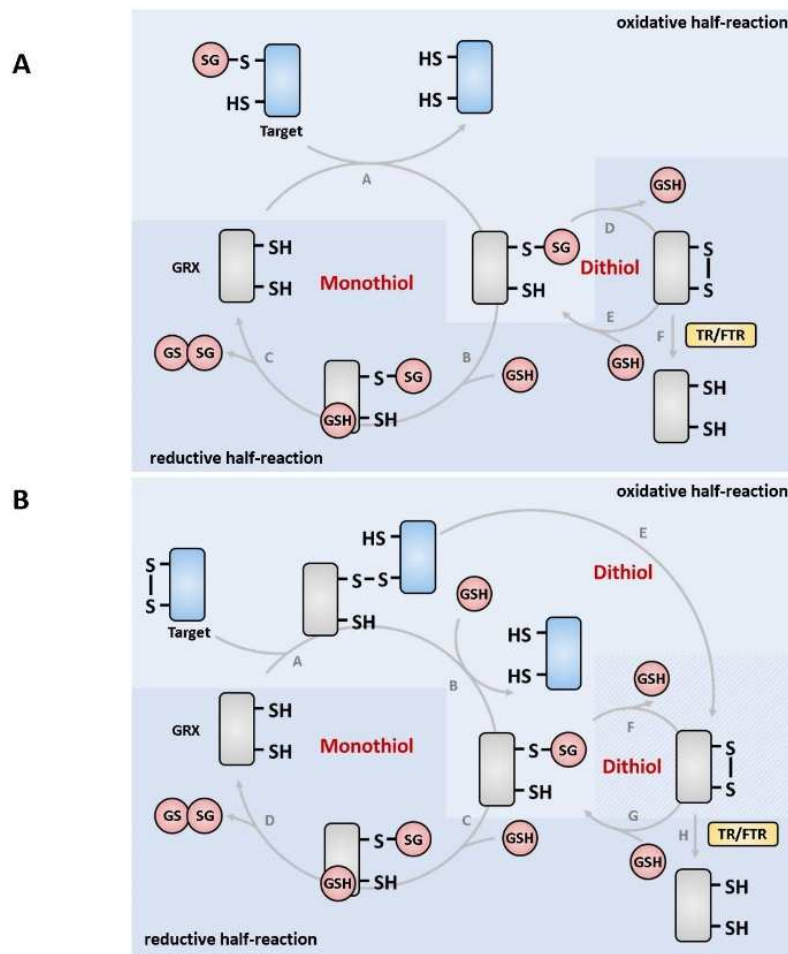 A
oxidative half-reaction
SG
S
HS
Target
HS
HS
A
GSH
D
S
SG
SH
Dithiol
S
S
GRX
SH
SH
Monothiol
E
F
TR/FTR
GSH
GS
SG
C
S
SG
GSH
SH
B
GSH
SH
SH
reductive half-reaction
B
oxidative half-reaction
HS
S
S
SH
S
S
Target
A
E
Dithiol
GSH
B
HS
HS
GSH
F
GRX
SH
SH
Monothiol
S
SG
SH
Dithiol
S
S
G
H
TR/FTR
GSH
GS
SG
D
S
SG
GSH
SH
C
GSH
SH
SH
reductive half-reaction